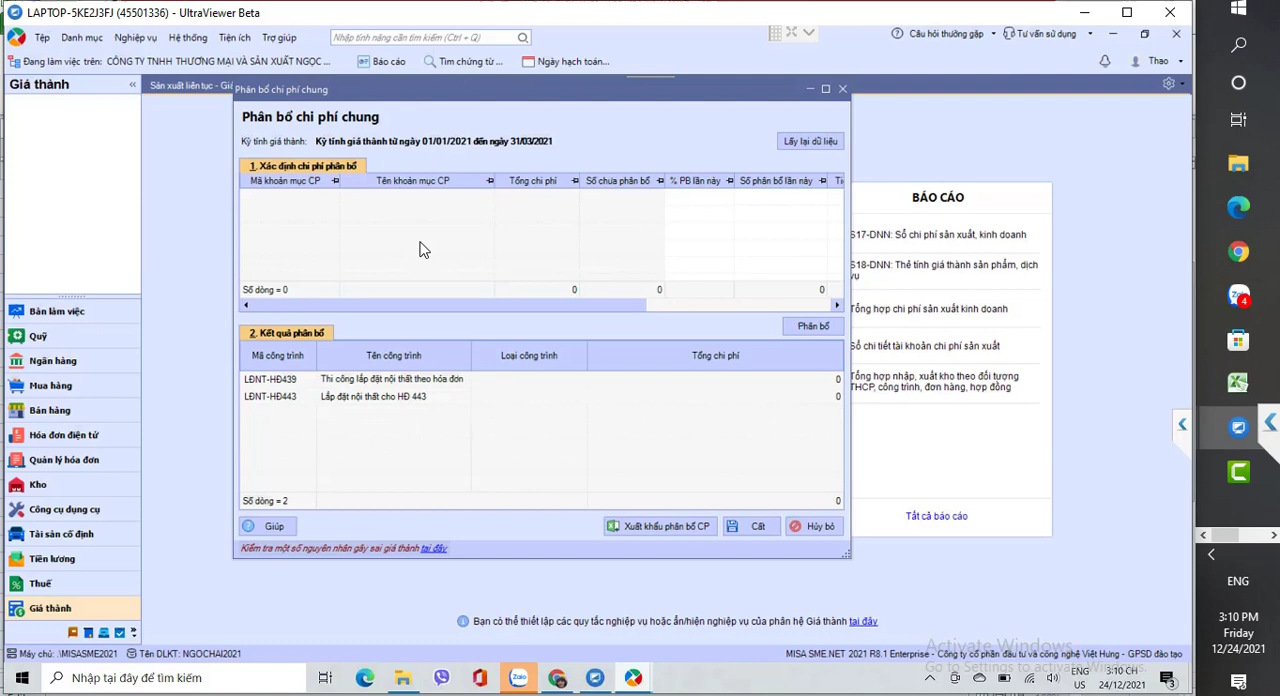 LAPTOP-5KE2J3FJ (45501336) - UltraViewer Beta
Tệp Danh mục Nghiệp vụ Hệ thống Tiện ích Trợ giúp
Nhập tính năng cần tìm kiếm (Ctrl + Q)
Câu hỏi thường gặp Tư vấn sử dụng
Đang làm việc trên: CÔNG TY TNHH THƯƠNG MẠI VÀ SẢN XUẤT NGỌC ...
Báo cáo Tìm chứng từ... Ngày hạch toán...
Thao
Giá thành
Sản xuất liên tục - Giá
Phân bổ chi phí chung
Phân bổ chi phí chung
Kỳ tính giá thành: Kỳ tính giá thành từ ngày 01/01/2021 đến ngày 31/03/2021
Lấy lại dữ liệu
1. Xác định chi phí phân bổ
Mã khoản mục CP Tên khoản mục CP Tổng chi phí Số chưa phân bổ % PB lần này Số phân bổ lần này
Số dòng = 0 0 0 0
2. Kết quả phân bổ
Phân bổ
Mã công trình Tên công trình Loại công trình Tổng chi phí
LĐNT-HĐ439 Thi công lắp đặt nội thất theo hóa đơn 0
LĐNT-HĐ443 Lắp đặt nội thất cho HĐ 443 0
Số dòng = 2 0
Giúp Xuất khẩu phân bổ CP Cất Hủy bỏ
Kiểm tra một số nguyên nhân gây sai giá thành tại đây
BÁO CÁO
S17-DNN: Sổ chi phí sản xuất, kinh doanh
S18-DNN: Thẻ tính giá thành sản phẩm, dịch
vụ
Tổng hợp chi phí sản xuất kinh doanh
Sổ chi tiết tài khoản chi phí sản xuất
Tổng hợp nhập, xuất kho theo đối tượng
THCP, công trình, đơn hàng, hợp đồng
Tất cả báo cáo
Bàn làm việc
Quỹ
Ngân hàng
Mua hàng
Bán hàng
Hóa đơn điện tử
Quản lý hóa đơn
Kho
Công cụ dụng cụ
Tài sản cố định
Tiền lương
Thuế
Giá thành
Bạn có thể thiết lập các quy tắc nghiệp vụ hoặc ẩn/hiện nghiệp vụ của phân hệ Giá thành tại đây
Activate Windows
Go to Settings to activate Windows.
Máy chủ: .\MISASME2021 Tên DLKT: NGOCHAI2021
MISA SME.NET 2021 R8.1 Enterprise - Công ty cổ phần đầu tư và công nghệ Việt Hưng - GPSD đào tạo
Nhập tại đây để tìm kiếm
ENG
US
3:10 CH
24/12/2021
3
4
ENG
3:10 PM
Friday
12/24/2021